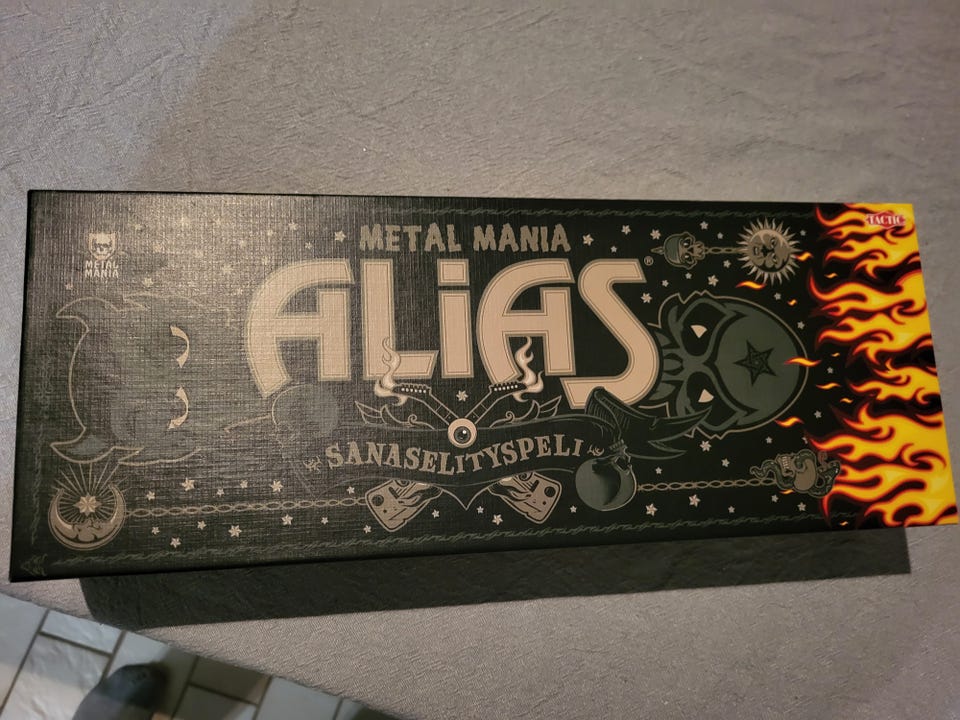 METAL MANIA
ALiAS®
SANASELITYSPELI
METAL
MANIA
TACTIC